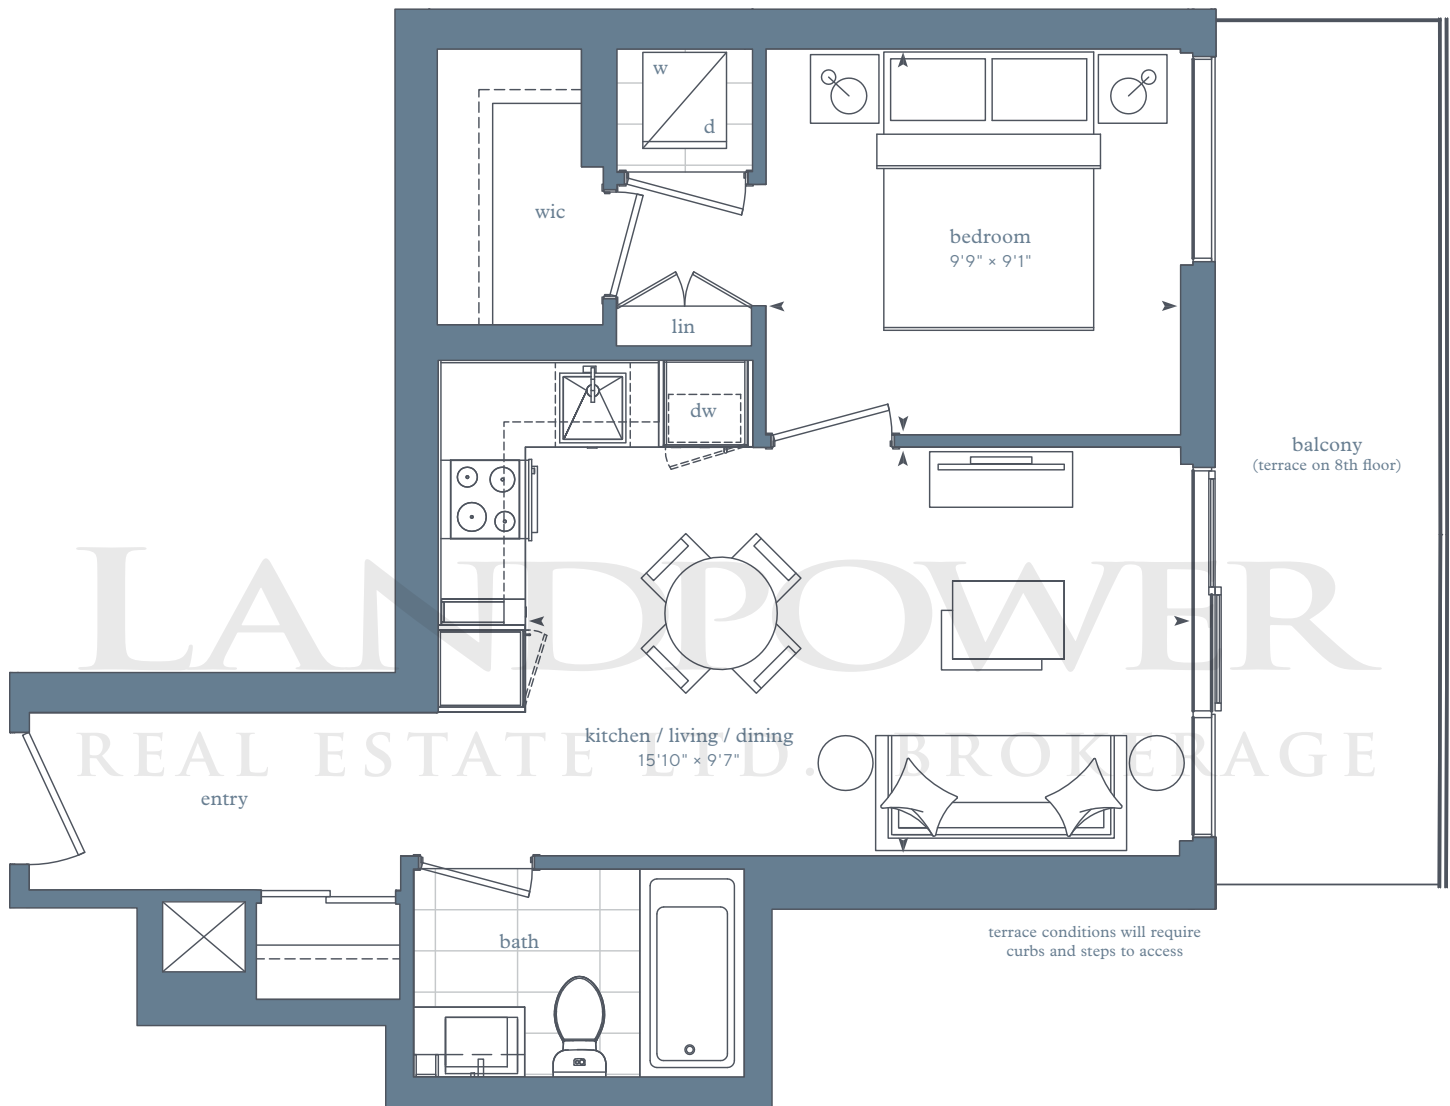 w
d
wic
bedroom
9'9" × 9'1"
lin
dw
balcony
(terrace on 8th floor)
LANDPOWER
REAL ESTATE LTD. BROKERAGE
kitchen / living / dining
15'10" × 9'7"
entry
bath
terrace conditions will require
curbs and steps to access